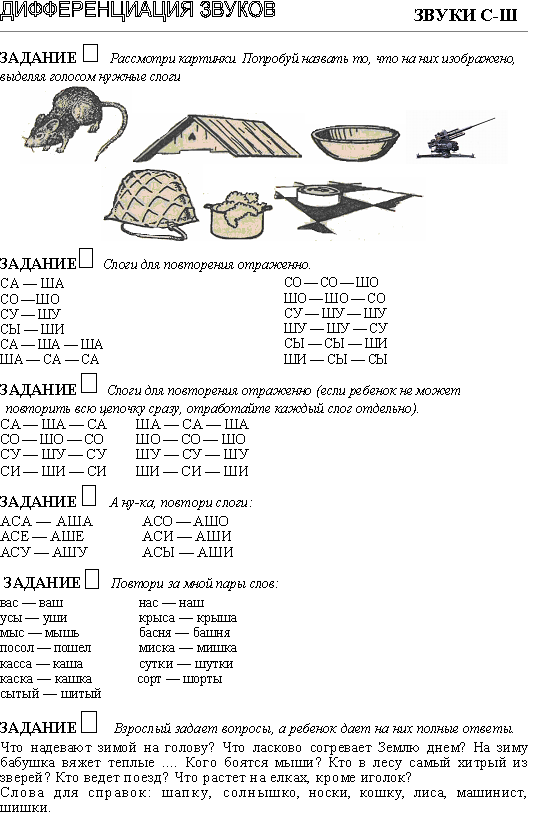 ДИФФЕРЕНЦИАЦИЯ ЗВУКОВ
ЗВУКИ С-Ш
ЗАДАНИЕ Рассмотри картинки. Попробуй назвать то, что на них изображено,
выделяя голосом нужные слоги
ЗАДАНИЕ Слоги для повторения отраженно.
СА — ША
СО — ШО
СУ — ШУ
СЫ — ШИ
СА — ША — ША
ША — СА — СА
СО — СО — ШО
ШО — ШО — СО
СУ — ШУ — ШУ
ШУ — ШУ — СУ
СЫ — СЫ — ШИ
ШИ — СЫ — СЫ
ЗАДАНИЕ Слоги для повторения отраженно (если ребенок не может
повторить всю цепочку сразу, отработайте каждый слог отдельно).
СА — ША — СА ША — СА — ША
СО — ШО — СО ШО — СО — ШО
СУ — ШУ — СУ ШУ — СУ — ШУ
СИ — ШИ — СИ ШИ — СИ — ШИ
ЗАДАНИЕ А ну-ка, повтори слоги:
АСА — АША АСО — АШО
АСЕ — АШЕ АСИ — АШИ
АСУ — АШУ АСЫ — АШИ
ЗАДАНИЕ Повтори за мной пары слов:
вас — ваш нас — наш
усы — уши крыса — крыша
мыс — мышь басня — башня
посол — пошел миска — мишка
касса — каша сутки — шутки
каска — кашка сорт — шорты
сытый — шитый
ЗАДАНИЕ Взрослый задает вопросы, а ребенок дает на них полные ответы.
Что надевают зимой на голову? Что ласково согревает Землю днем? На зиму
бабушка вяжет теплые .... Кого боятся мыши? Кто в лесу самый хитрый из
зверей? Кто ведет поезд? Что растет на елках, кроме иголок?
Слова для справок: шапку, солнышко, носки, кошку, лиса, машинист,
шишки.